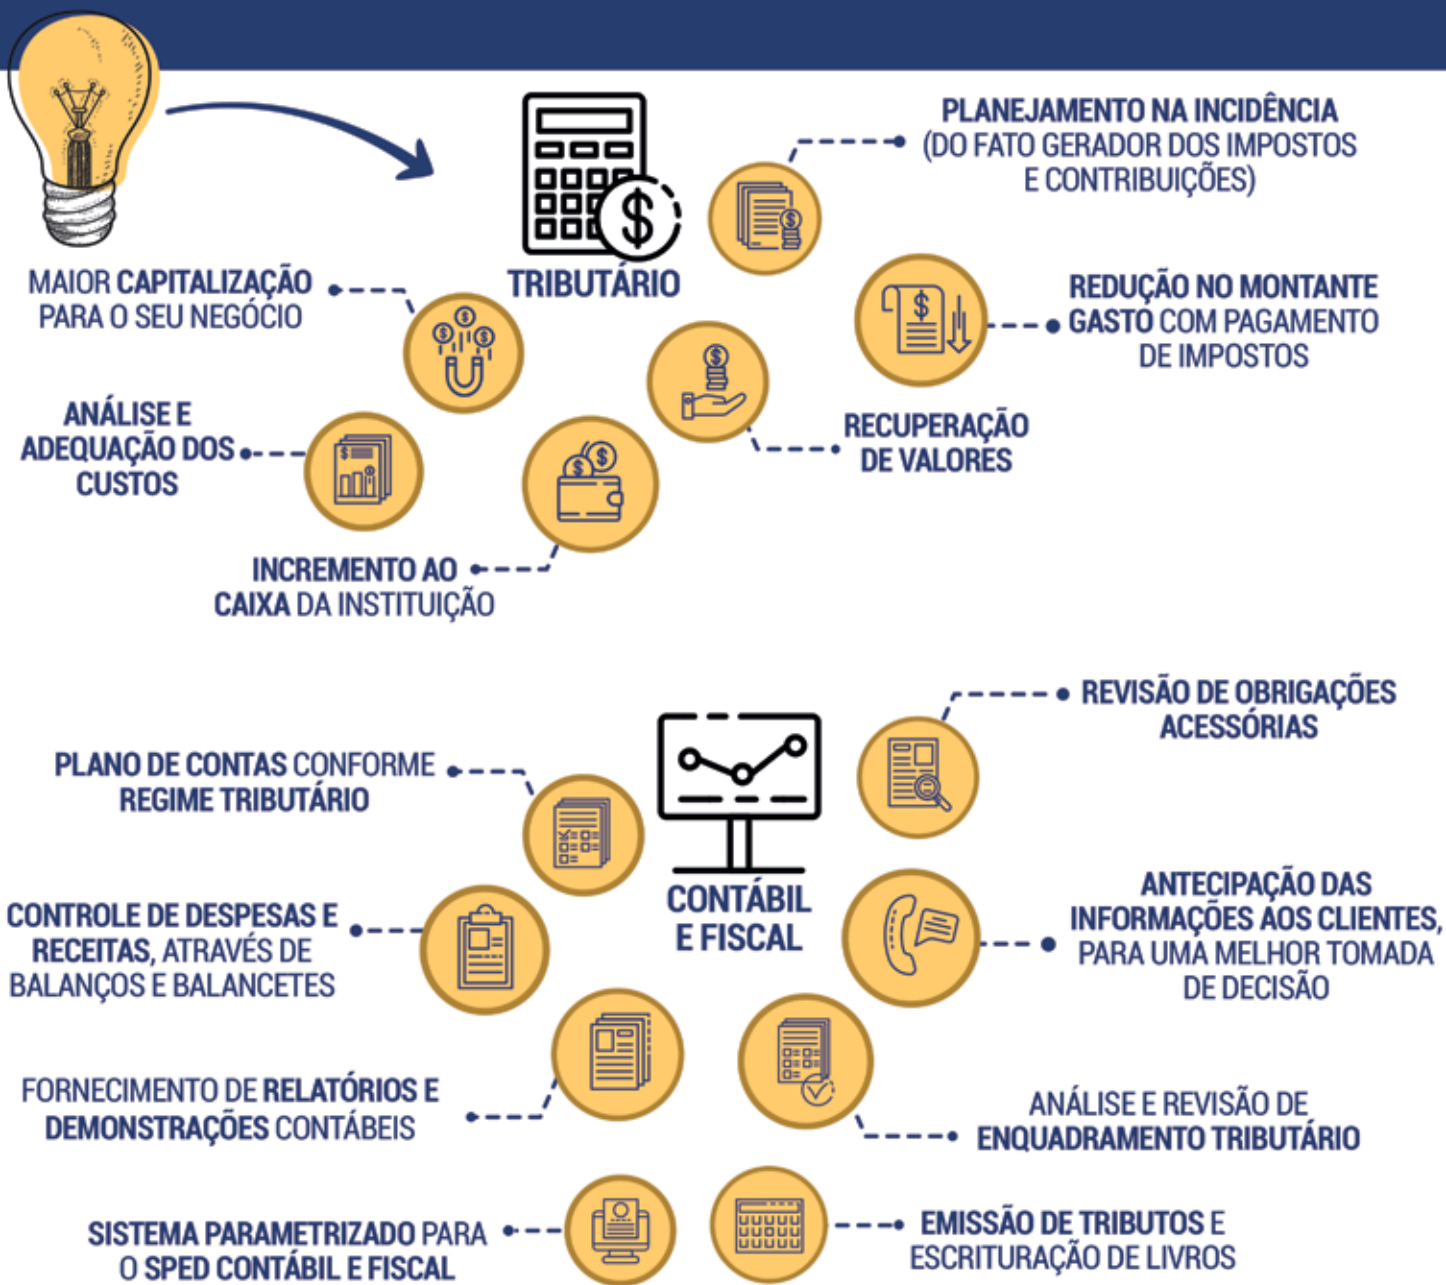 TRIBUTÁRIO
PLANEJAMENTO NA INCIDÊNCIA
(DO FATO GERADOR DOS IMPOSTOS
E CONTRIBUIÇÕES)
MAIOR CAPITALIZAÇÃO
PARA O SEU NEGÓCIO
REDUÇÃO NO MONTANTE
GASTO COM PAGAMENTO
DE IMPOSTOS
ANÁLISE E
ADEQUAÇÃO DOS
CUSTOS
RECUPERAÇÃO
DE VALORES
INCREMENTO AO
CAIXA DA INSTITUIÇÃO
CONTÁBIL
E FISCAL
REVISÃO DE OBRIGAÇÕES
ACESSÓRIAS
PLANO DE CONTAS CONFORME
REGIME TRIBUTÁRIO
ANTECIPAÇÃO DAS
INFORMAÇÕES AOS CLIENTES,
PARA UMA MELHOR TOMADA
DE DECISÃO
CONTROLE DE DESPESAS E
RECEITAS, ATRAVÉS DE
BALANÇOS E BALANCETES
FORNECIMENTO DE RELATÓRIOS E
DEMONSTRAÇÕES CONTÁBEIS
ANÁLISE E REVISÃO DE
ENQUADRAMENTO TRIBUTÁRIO
SISTEMA PARAMETRIZADO PARA
O SPED CONTÁBIL E FISCAL
EMISSÃO DE TRIBUTOS E
ESCRITURAÇÃO DE LIVROS